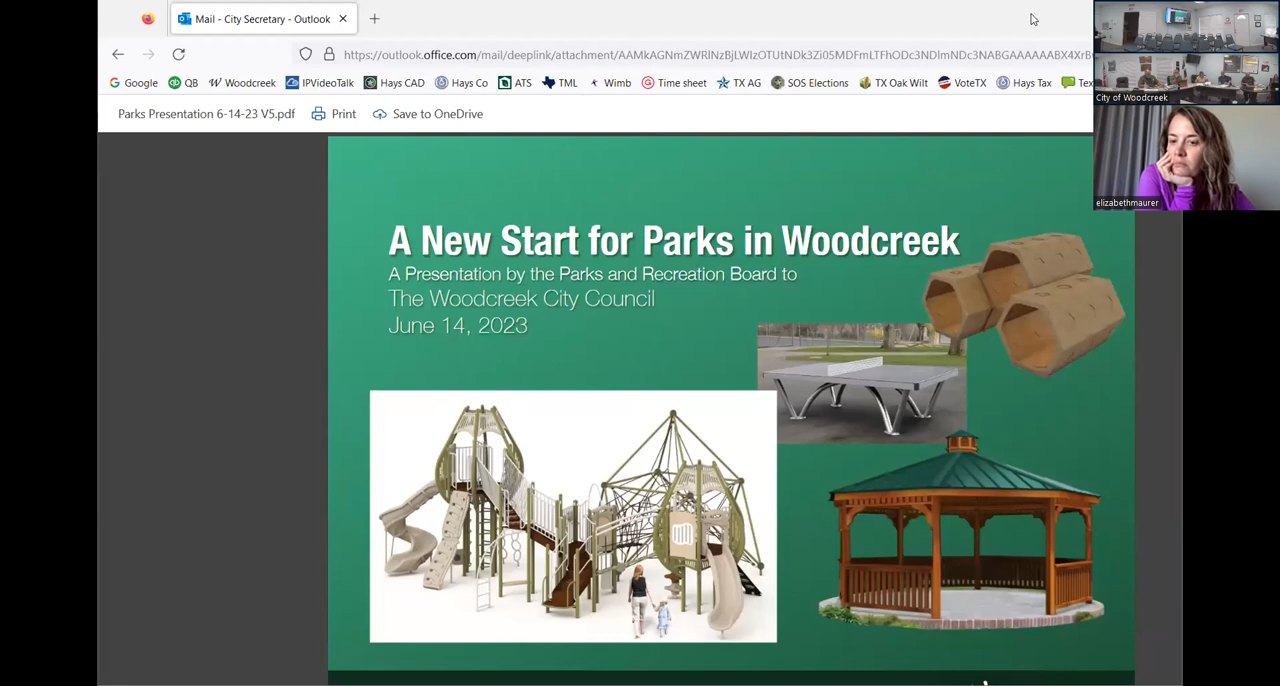 Mail - City Secretary - Outlook
https://outlook.office.com/mail/deeplink/attachment/
Google QB Woodcreek IPVideoTalk Hays CAD Hays Co ATS TML Wimb Time sheet TX AG SOS Elections TX Oak Wilt VoteTX Hays Tax
Parks Presentation 6-14-23 V5.pdf Print Save to OneDrive
City of Woodcreek
elizabethmaurer
A New Start for Parks in Woodcreek
A Presentation by the Parks and Recreation Board to
The Woodcreek City Council
June 14, 2023